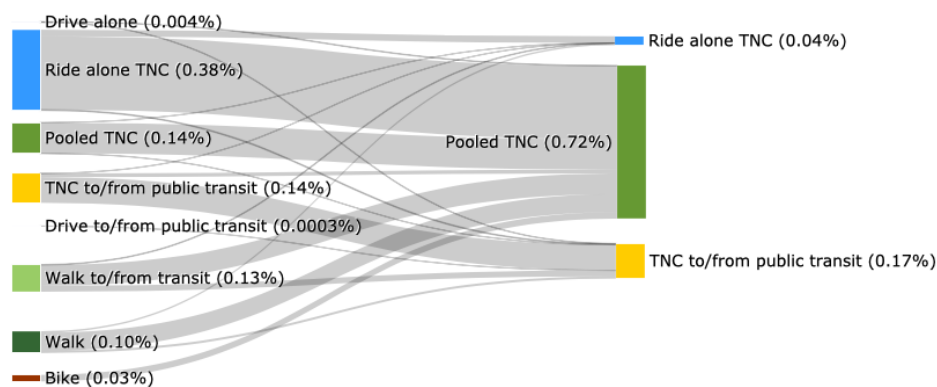 Drive alone (0.004%)
Ride alone TNC (0.38%)
Pooled TNC (0.14%)
TNC to/from public transit (0.14%)
Drive to/from public transit (0.0003%)
Walk to/from transit (0.13%)
Walk (0.10%)
Bike (0.03%)
Ride alone TNC (0.04%)
Pooled TNC (0.72%)
TNC to/from public transit (0.17%)